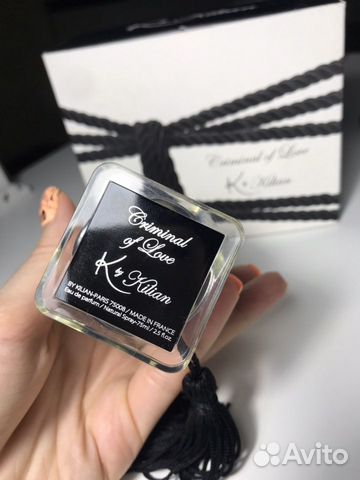 Criminal of Love
K by Kilian
Criminal
of Love
K by Kilian
BY KILIAN-PARIS 75008 / MADE IN FRANCE
Eau de parfum / Natural Spray-75ml / 2.5 fl.oz.
Avito